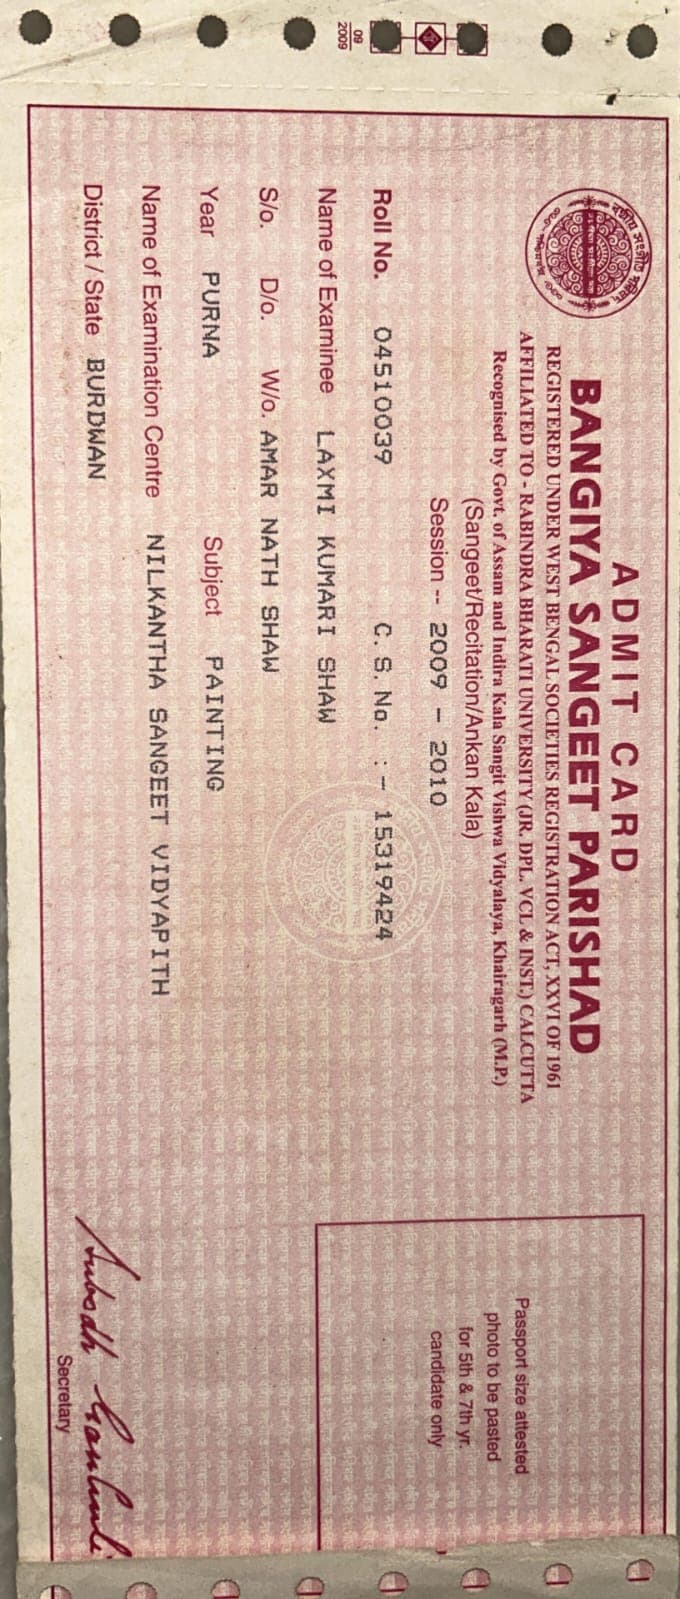 ADMIT CARD
BANGIYA SANGEET PARISHAD
REGISTERED UNDER WEST BENGAL SOCIETIES REGISTRATION ACT, XXVI OF 1961
AFFILIATED TO - RABINDRA BHARATI UNIVERSITY (JR. DPL. VCL & INST.) CALCUTTA
Recognised by Govt. of Assam and Indira Kala Sangit Vishwa Vidyalaya, Khairagarh (M.P.)
(Sangeet/Recitation/Ankan Kala)
Session -- 2009 - 2010
Roll No. 04510039 C. S. No. : - 15319424
Name of Examinee LAXMI KUMARI SHAW
S/o. D/o. W/o. AMAR NATH SHAW
Year PURNA Subject PAINTING
Name of Examination Centre NILKANTHA SANGEET VIDYAPITH
District / State BURDWAN
Passport size attested
photo to be pasted
for 5th & 7th yr.
candidate only
Secretary
09
2009